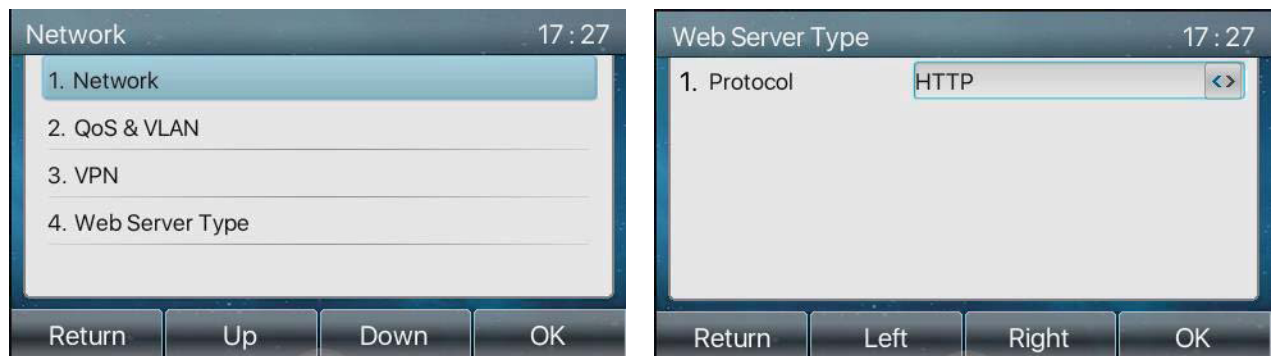 Network 17:27
1. Network
2. QoS & VLAN
3. VPN
4. Web Server Type
Return Up Down OK
Web Server Type 17:27
1. Protocol HTTP <>
Return Left Right OK